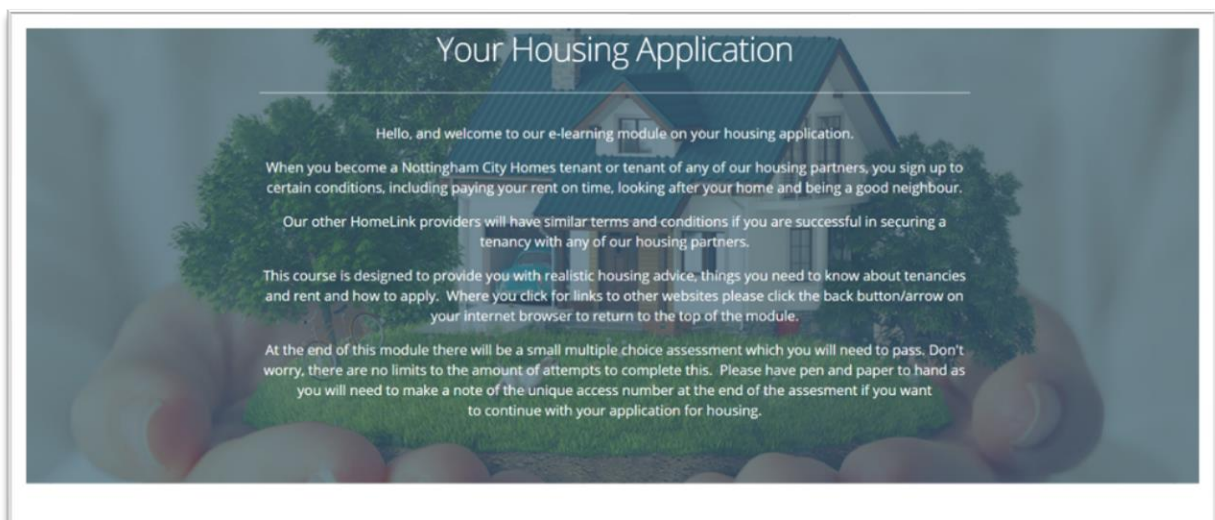 Your Housing Application
Hello, and welcome to our e-learning module on your housing application.
When you become a Nottingham City Homes tenant or tenant of any of our housing partners, you sign up to
certain conditions, including paying your rent on time, looking after your home and being a good neighbour.
Our other HomeLink providers will have similar terms and conditions if you are successful in securing a
tenancy with any of our housing partners.
This course is designed to provide you with realistic housing advice, things you need to know about tenancies
and rent and how to apply.  Where you click for links to other websites please click the back button/arrow on
your internet browser to return to the top of the module.
At the end of this module there will be a small multiple choice assessment which you will need to pass. Don't
worry, there are no limits to the amount of attempts to complete this.  Please have pen and paper to hand as
you will need to make a note of the unique access number at the end of the assesment if you want
to continue with your application for housing.